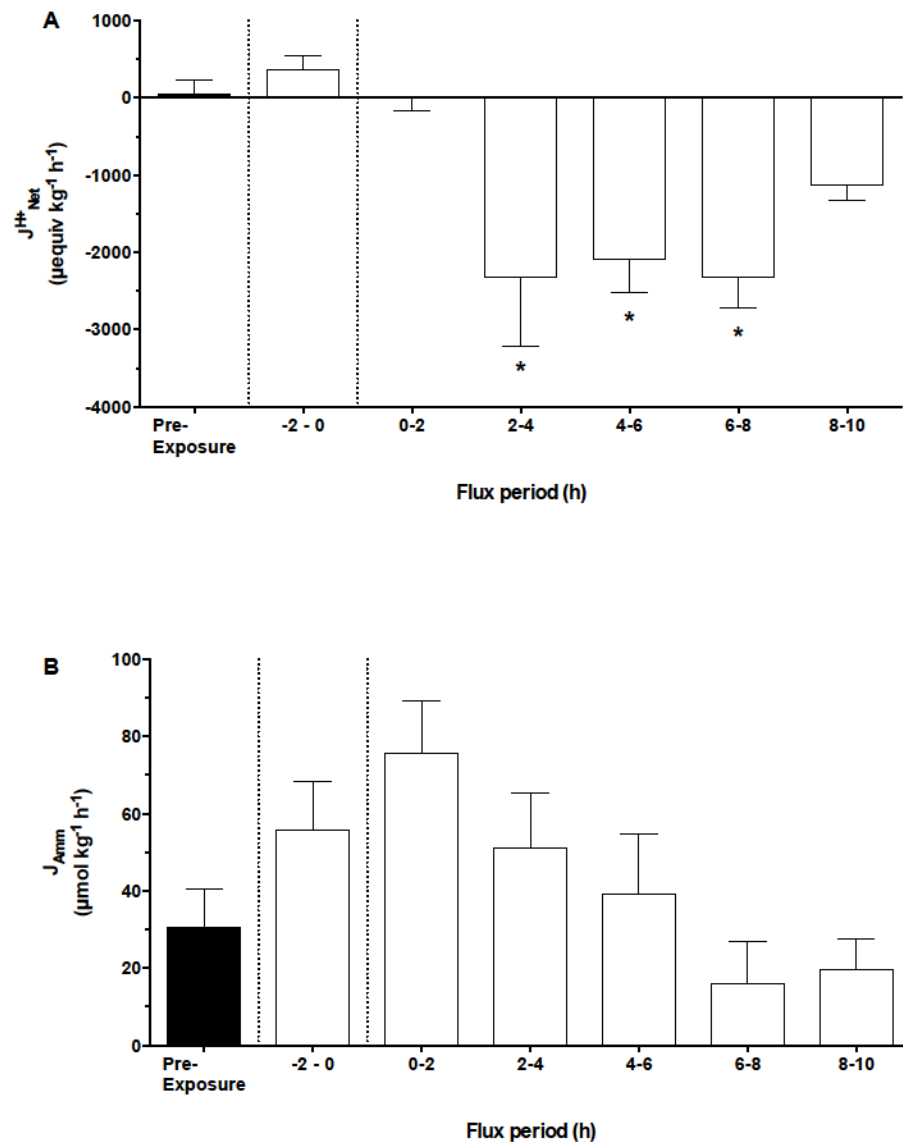 A
1000
0
-1000
-2000
-3000
-4000
J^H+_Net
(µequiv kg^-1 h^-1)
*
*
*
Pre-
Exposure
-2 - 0
0-2
2-4
4-6
6-8
8-10
Flux period (h)
B
100
80
60
40
20
0
J_Amm
(µmol kg^-1 h^-1)
Pre-
Exposure
-2 - 0
0-2
2-4
4-6
6-8
8-10
Flux period (h)